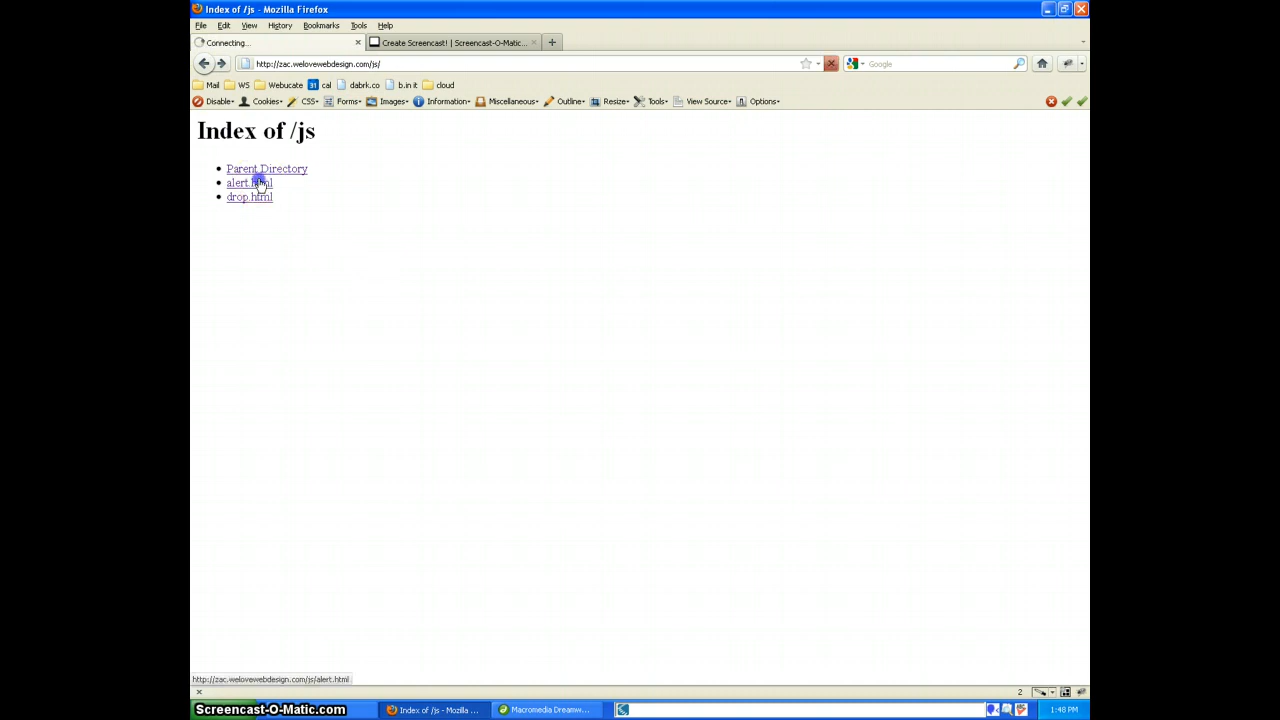 Index of /js - Mozilla Firefox
File Edit View History Bookmarks Tools Help
Connecting... Create Screencast! | Screencast-O-Matic...
http://zac.welovewebdesign.com/js/ Google
Mail WS Webucate 31 cal dabrk.co b.in it cloud
Disable Cookies CSS Forms Images Information Miscellaneous Outline Resize Tools View Source Options
Index of /js
Parent Directory
alert.html
drop.html
http://zac.welovewebdesign.com/js/alert.html
2
Screencast-O-Matic.com Index of /js - Mozilla ... Macromedia Dreamw... 1:48 PM